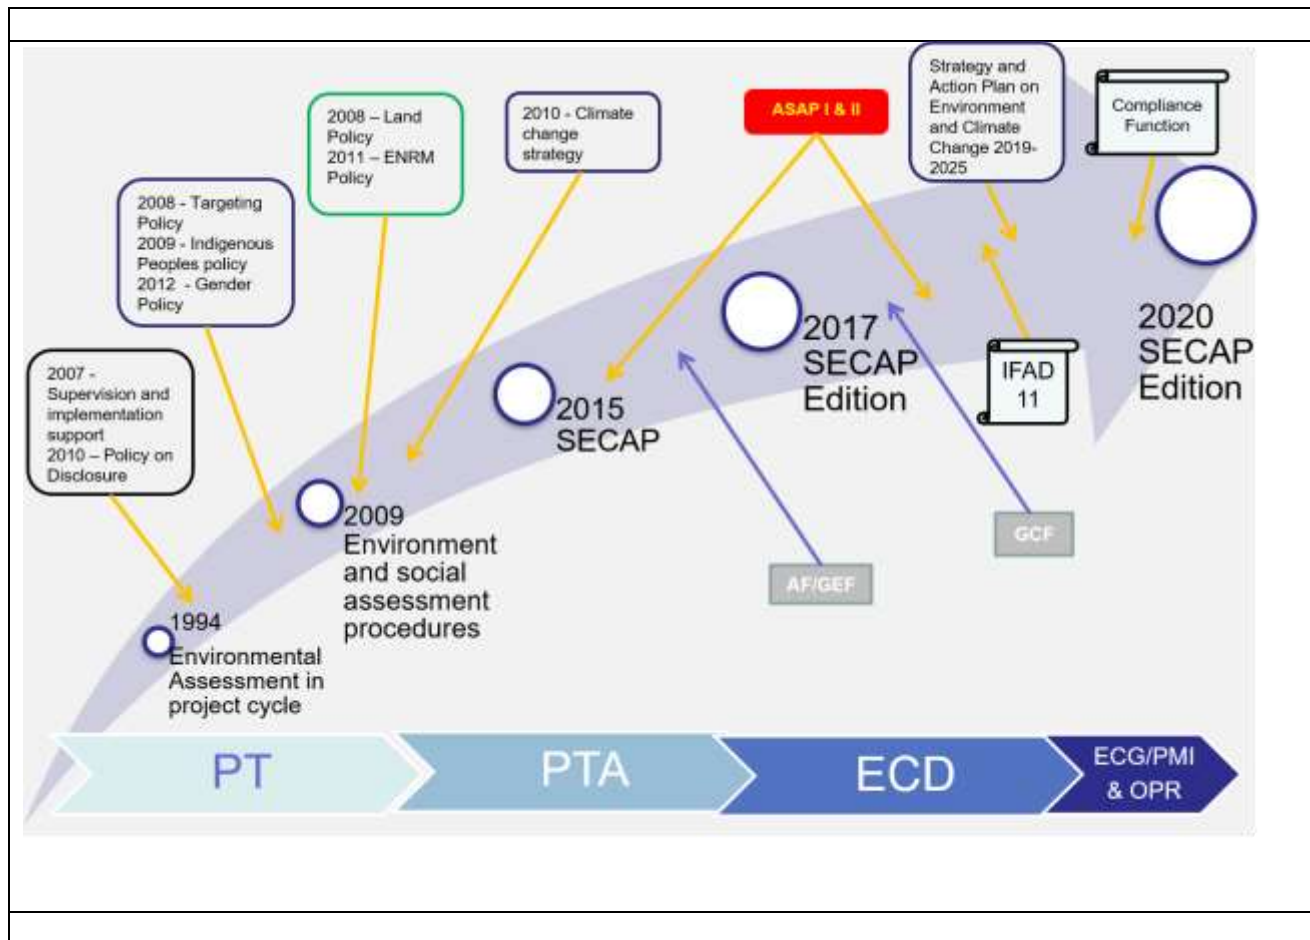 2007 -
Supervision and
implementation
support
2010 – Policy on
Disclosure
2008 - Targeting
Policy
2009 - Indigenous
Peoples policy
2012 - Gender
Policy
2008 – Land
Policy
2011 – ENRM
Policy
2010 - Climate
change
strategy
ASAP I & II
Strategy and
Action Plan on
Environment
and Climate
Change 2019-
2025
Compliance
Function
1994
Environmental
Assessment in
project cycle
2009
Environment
and social
assessment
procedures
2015
SECAP
2017
SECAP
Edition
IFAD
11
2020
SECAP
Edition
AF/GEF
GCF
PT
PTA
ECD
ECG/PMI
& OPR